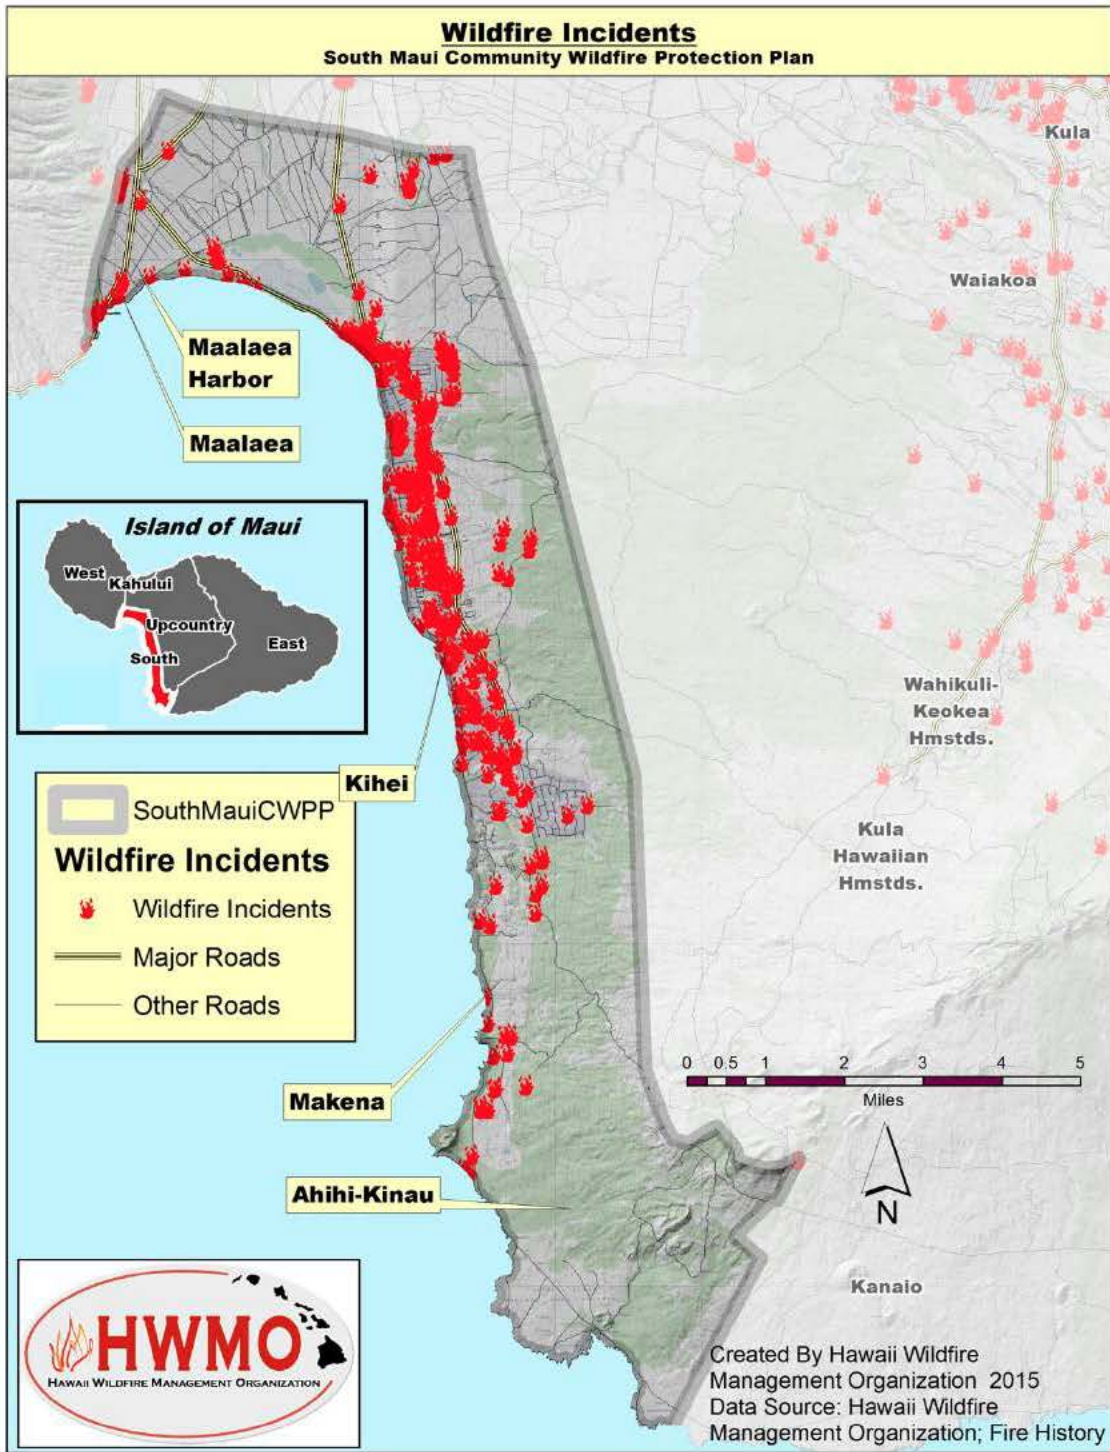 Wildfire Incidents
South Maui Community Wildfire Protection Plan
Kula
Waiakoa
Maalaea
Harbor
Maalaea
Island of Maui
West
Kahului
Upcountry
East
South
Wahikuli-
Keokea
Hmstds.
Kihei
SouthMauiCWPP
Wildfire Incidents
Wildfire Incidents
Major Roads
Other Roads
Kula
Hawaiian
Hmstds.
0 0.5 1 2 3 4 5
Miles
Makena
Ahihi-Kinau
N
Kanaio
HWMO
HAWAII WILDFIRE MANAGEMENT ORGANIZATION
Created By Hawaii Wildfire
Management Organization 2015
Data Source: Hawaii Wildfire
Management Organization; Fire History